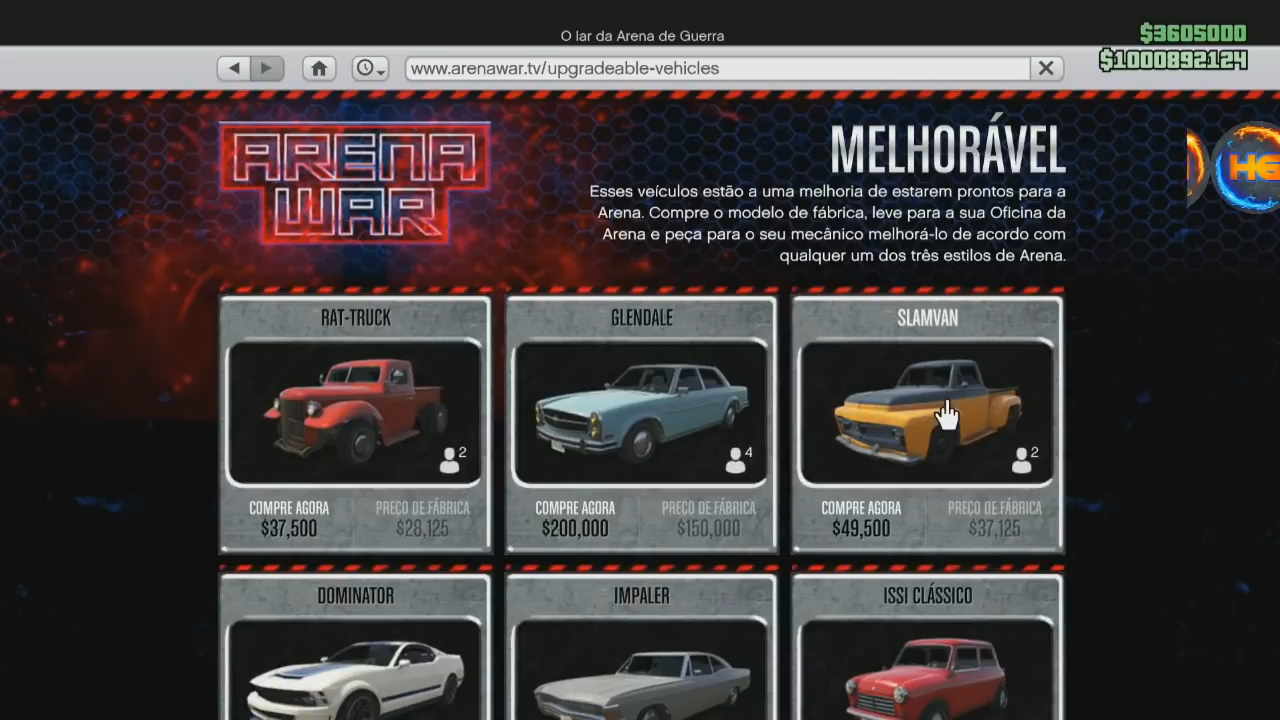 O lar da Arena de Guerra
$3605000
$1000892124
www.arenawar.tv/upgradeable-vehicles
ARENA
WAR
MELHORÁVEL
Esses veículos estão a uma melhoria de estarem prontos para a
Arena. Compre o modelo de fábrica, leve para a sua Oficina da
Arena e peça para o seu mecânico melhorá-lo de acordo com
qualquer um dos três estilos de Arena.
HG
RAT-TRUCK
2
COMPRE AGORA
$37,500
PREÇO DE FÁBRICA
$28,125
GLENDALE
4
COMPRE AGORA
$200,000
PREÇO DE FÁBRICA
$150,000
SLAMVAN
2
COMPRE AGORA
$49,500
PREÇO DE FÁBRICA
$37,125
DOMINATOR
IMPALER
ISSI CLÁSSICO